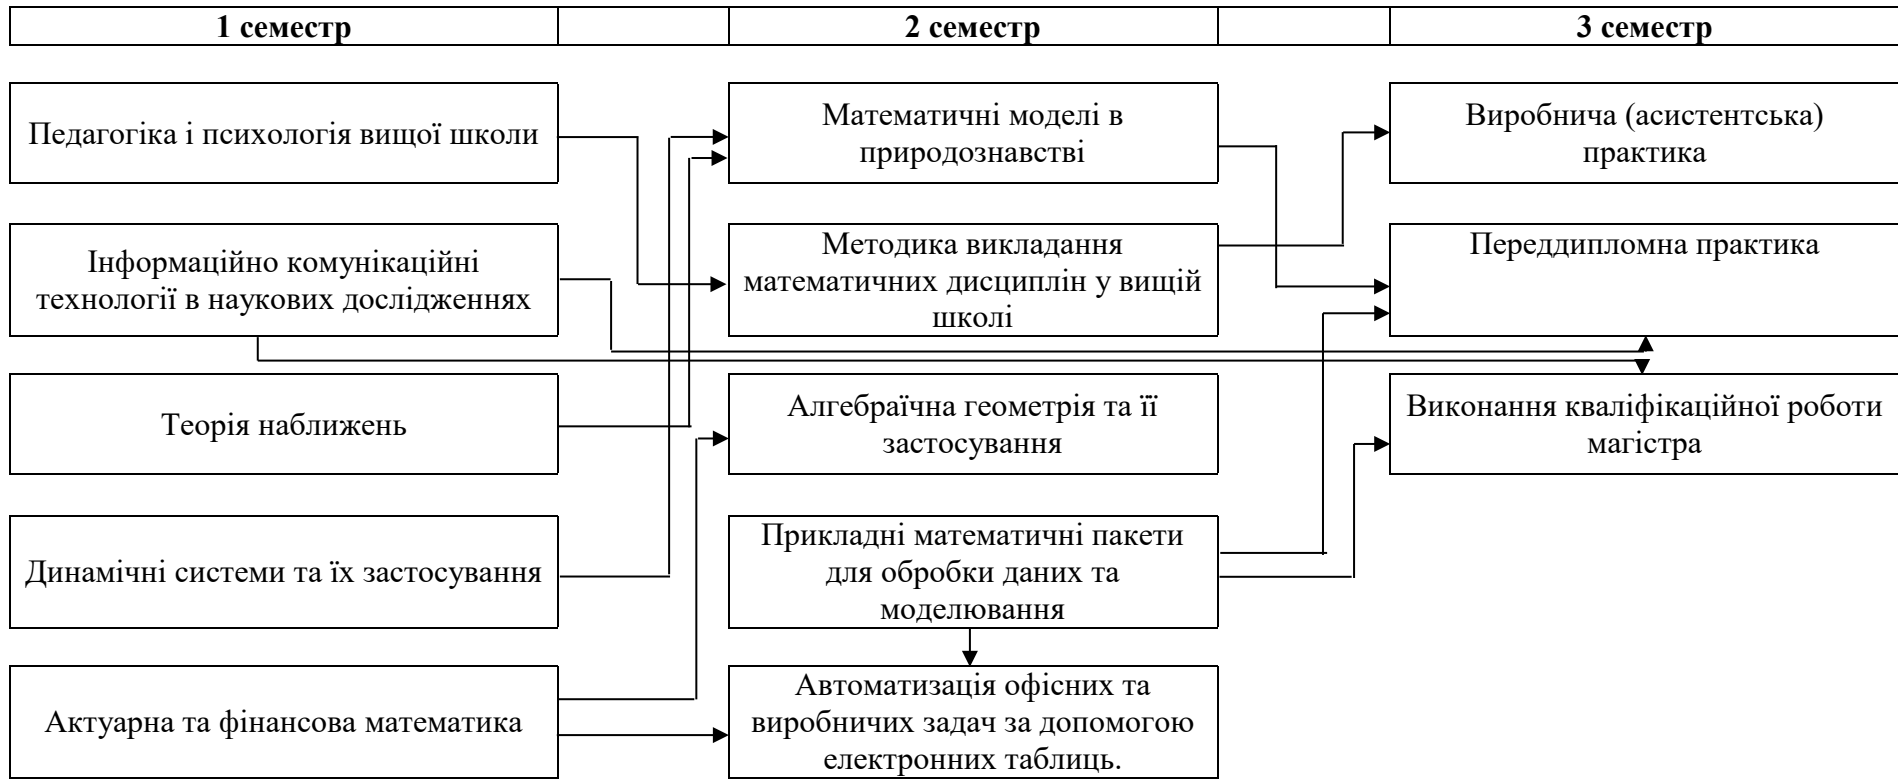 1 семестр
2 семестр
3 семестр
Педагогіка і психологія вищої школи
Математичні моделі в
природознавстві
Виробнича (асистентська)
практика
Інформаційно комунікаційні
технології в наукових дослідженнях
Методика викладання
математичних дисциплін у вищій
школі
Переддипломна практика
Теорія наближень
Алгебраїчна геометрія та її
застосування
Виконання кваліфікаційної роботи
магістра
Динамічні системи та їх застосування
Прикладні математичні пакети
для обробки даних та
моделювання
Актуарна та фінансова математика
Автоматизація офісних та
виробничих задач за допомогою
електронних таблиць.